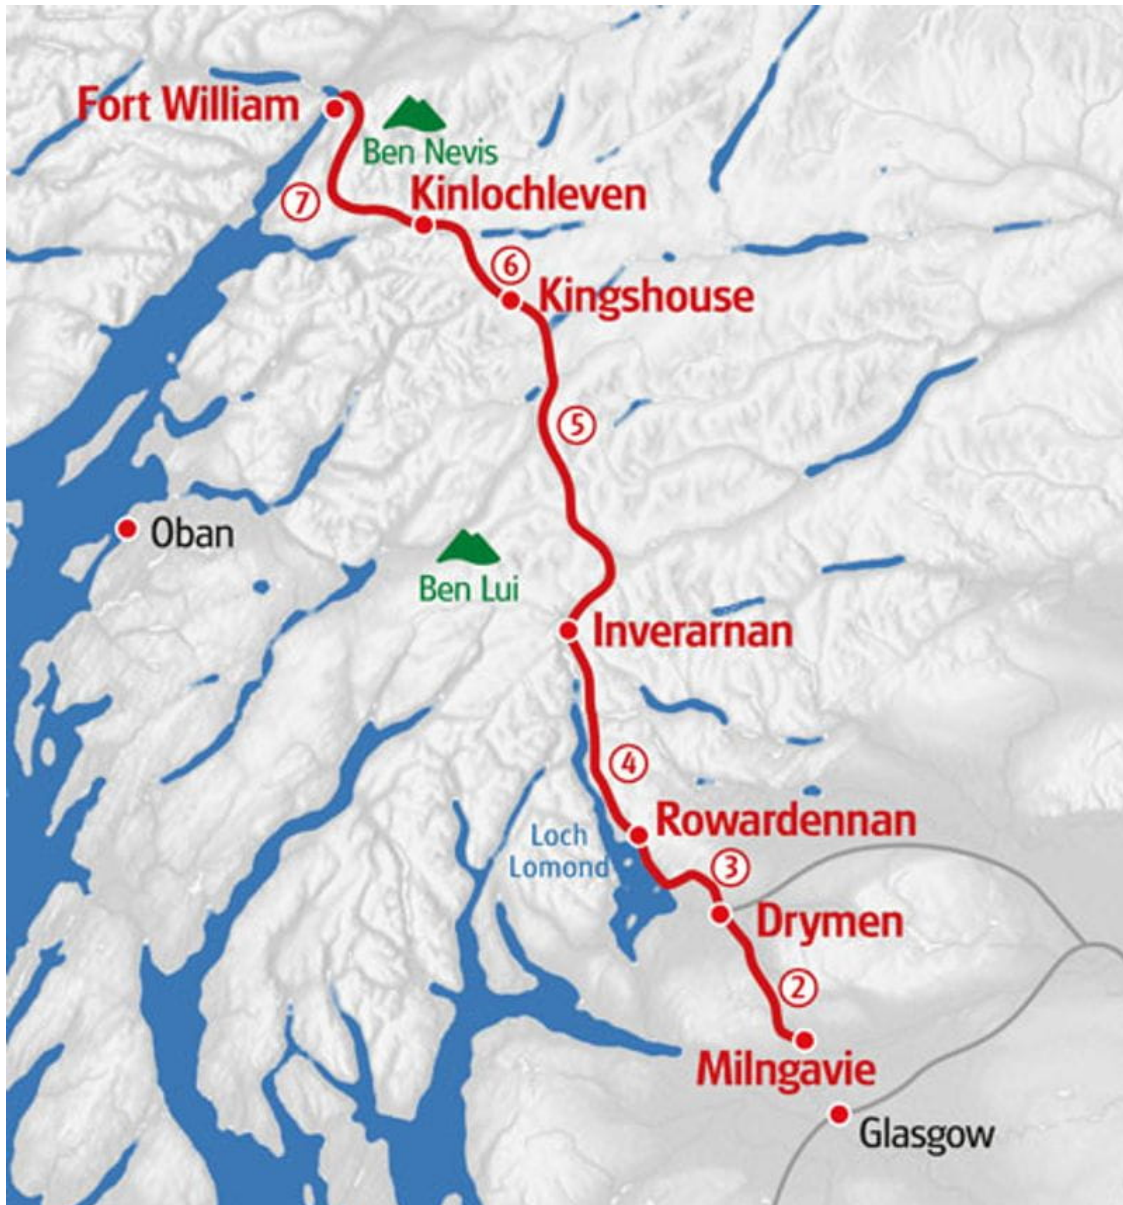 Fort William
Ben Nevis
Kinlochleven
7
6
Kingshouse
5
Oban
Ben Lui
Inverarnan
4
Rowardennan
Loch
Lomond
3
Drymen
2
Milngavie
Glasgow